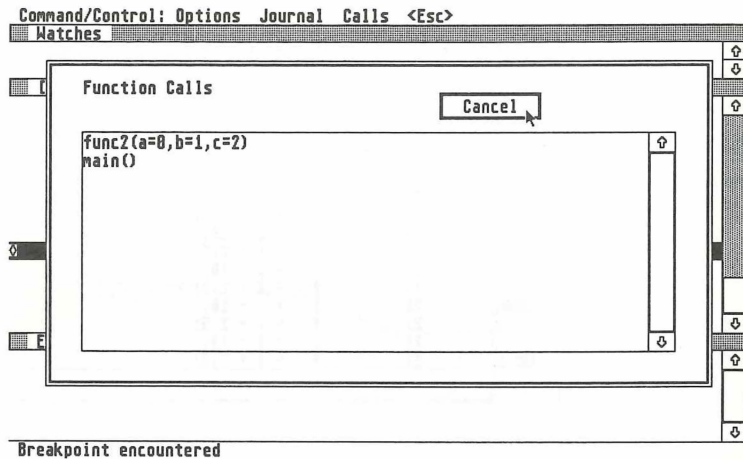 Command/Control: Options Journal Calls <Esc>
Watches
Function Calls
Cancel
func2(a=0,b=1,c=2)
main()
E
Breakpoint encountered